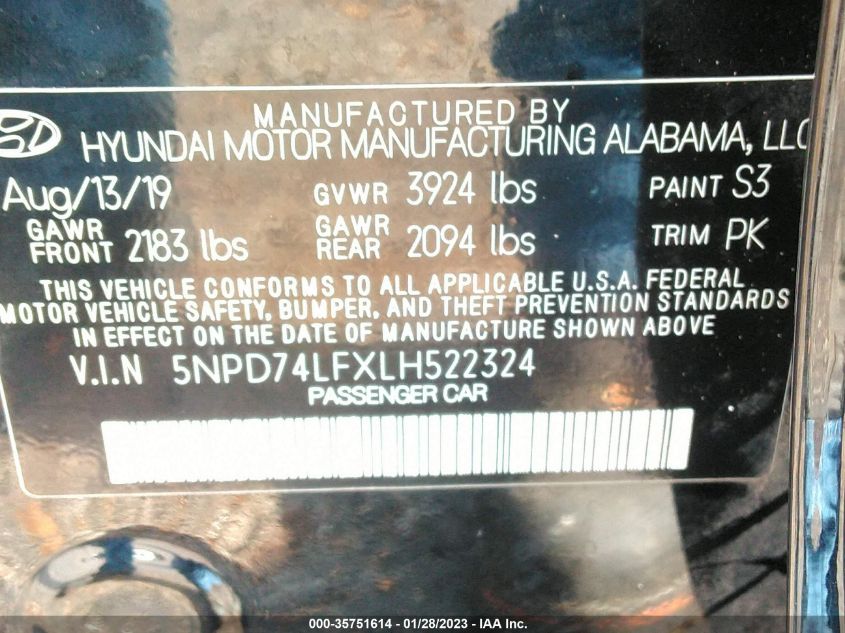 MANUFACTURED BY
HYUNDAI MOTOR MANUFACTURING ALABAMA, LLC
Aug/13/19 GVWR 3924 lbs PAINT S3
GAWR FRONT 2183 lbs GAWR REAR 2094 lbs TRIM PK
THIS VEHICLE CONFORMS TO ALL APPLICABLE U.S.A. FEDERAL
MOTOR VEHICLE SAFETY, BUMPER, AND THEFT PREVENTION STANDARDS
IN EFFECT ON THE DATE OF MANUFACTURE SHOWN ABOVE
V.I.N 5NPD74LFXLH522324
PASSENGER CAR
000-35751614 - 01/28/2023 - IAA Inc.